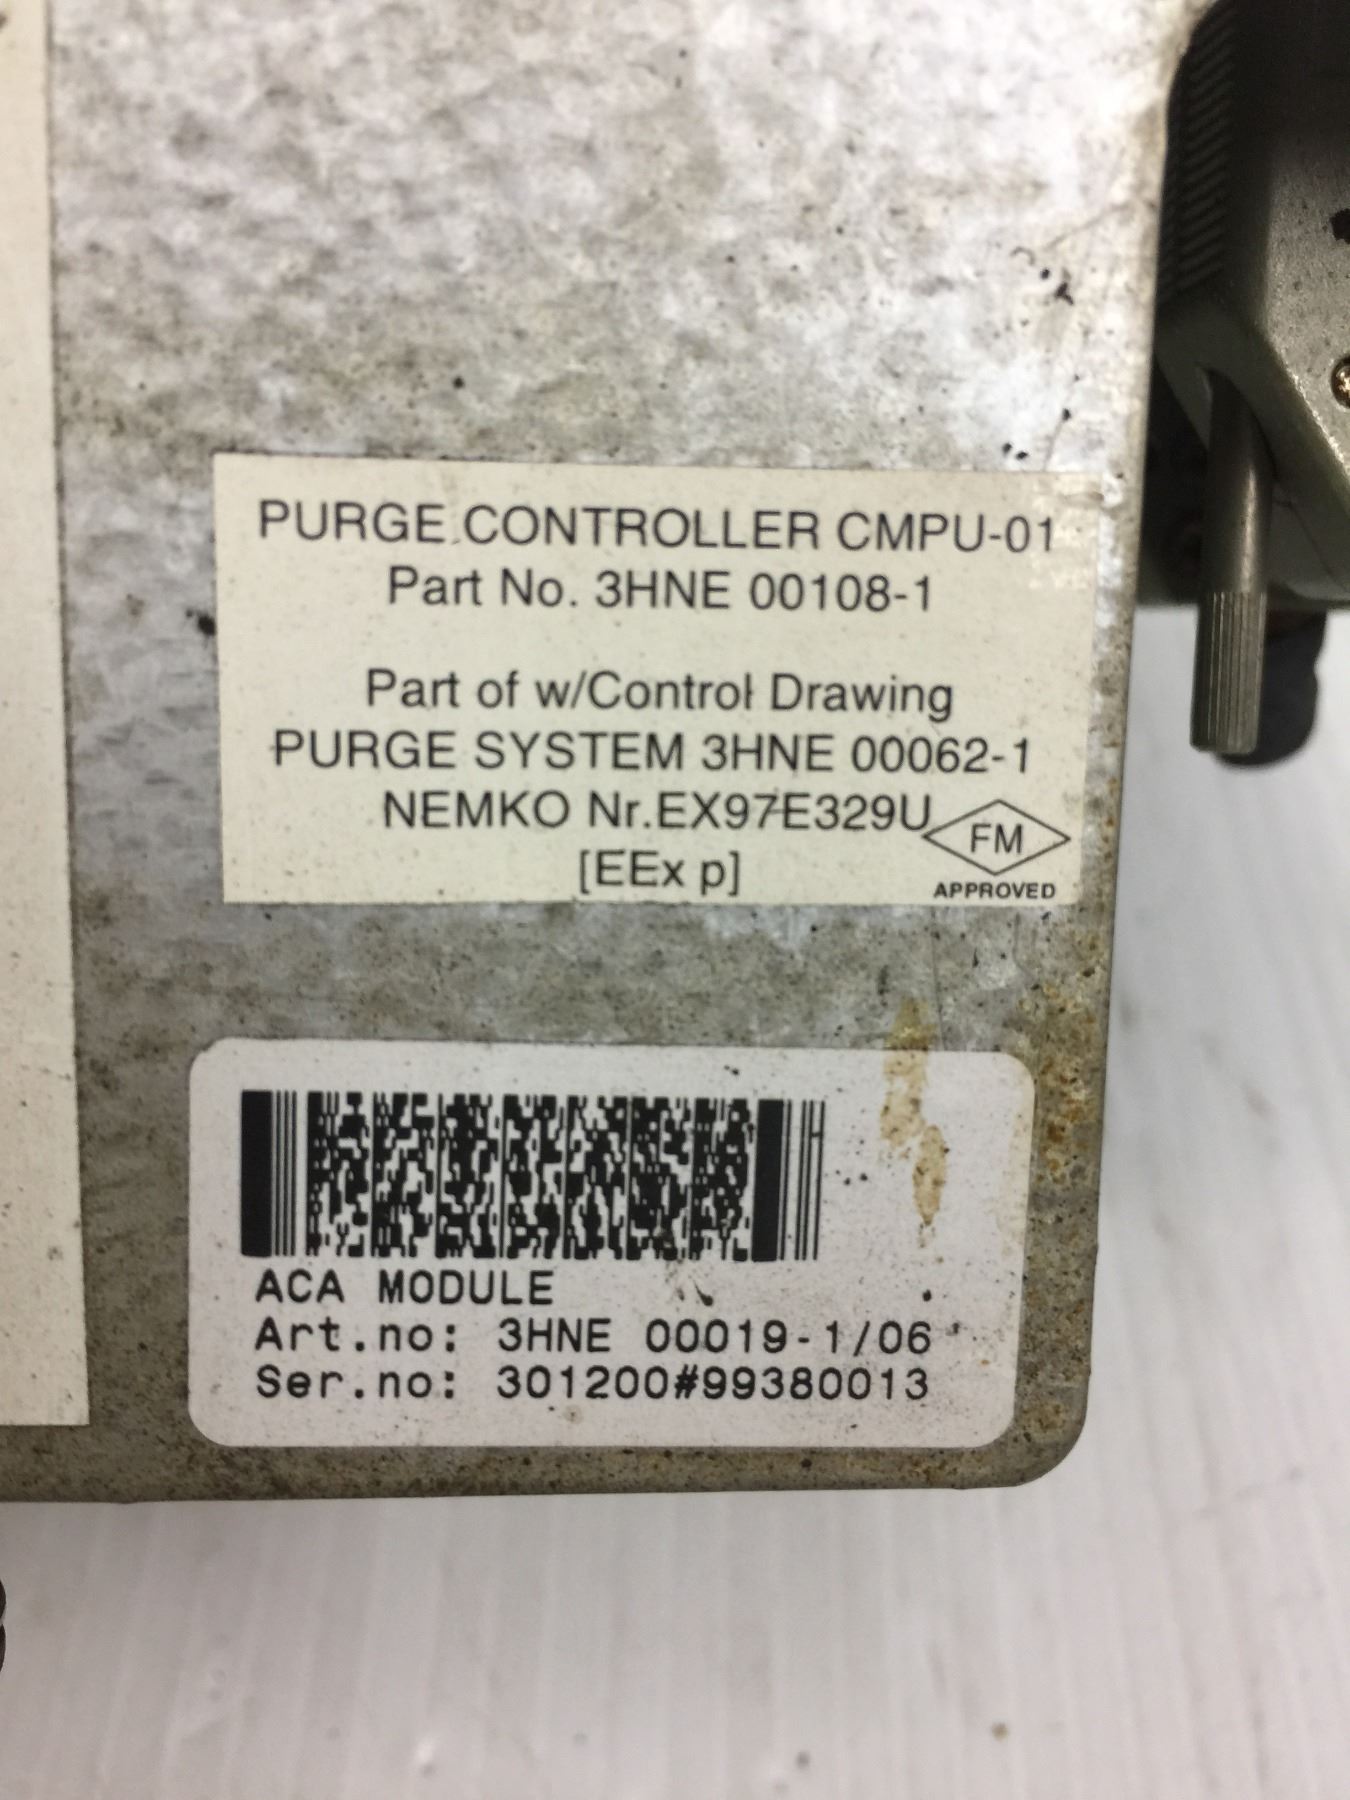 PURGE CONTROLLER CMPU-01
Part No. 3HNE 00108-1
Part of w/Control Drawing
PURGE SYSTEM 3HNE 00062-1
NEMKO Nr.EX97E329U
[EEx p]
FM
APPROVED
ACA MODULE
Art.no: 3HNE 00019-1/06
Ser.no: 301200#99380013